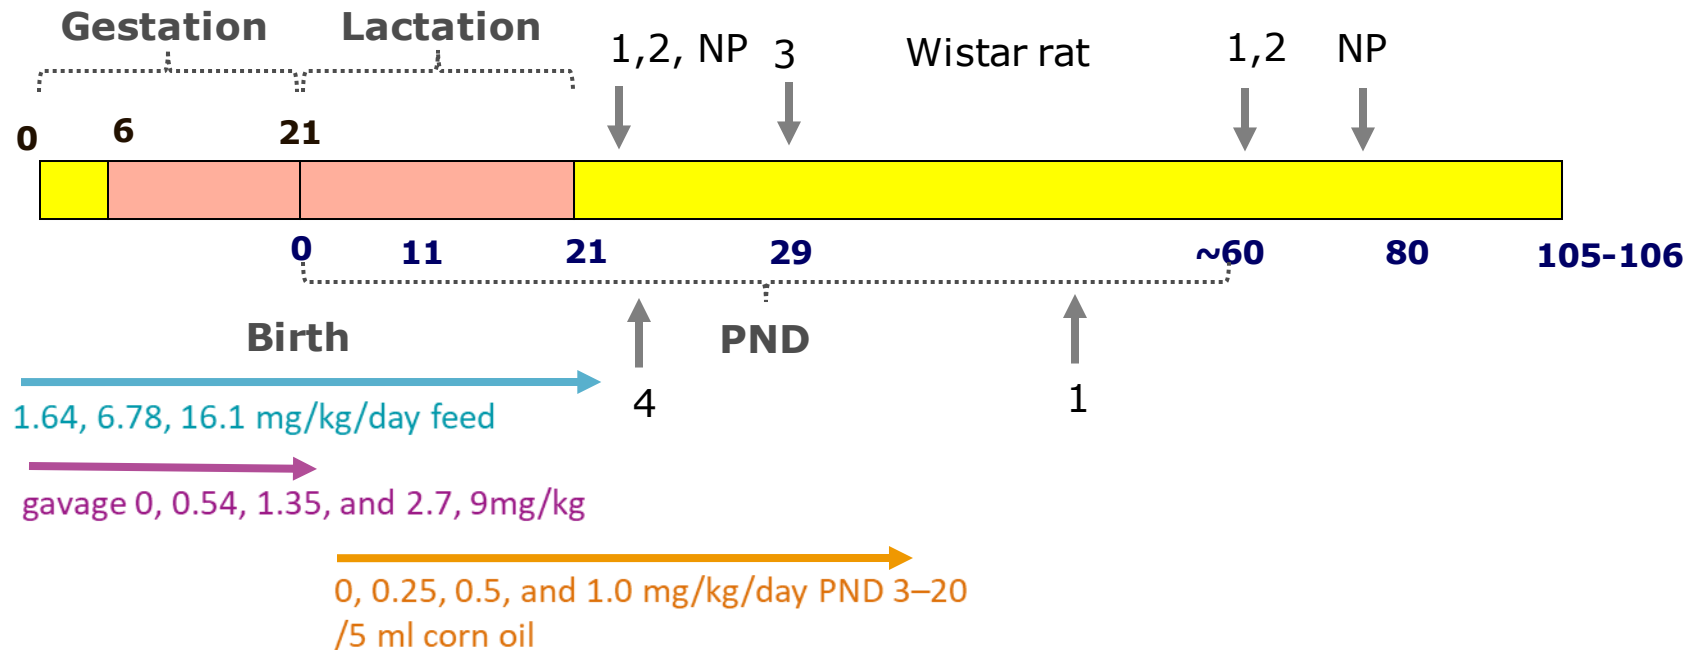 Gestation Lactation
1,2, NP 3 Wistar rat 1,2 NP
0 6 21
0 11 21 29 ~60 80 105-106
Birth PND
4 1
1.64, 6.78, 16.1 mg/kg/day feed
gavage 0, 0.54, 1.35, and 2.7, 9mg/kg
0, 0.25, 0.5, and 1.0 mg/kg/day PND 3–20
/5 ml corn oil